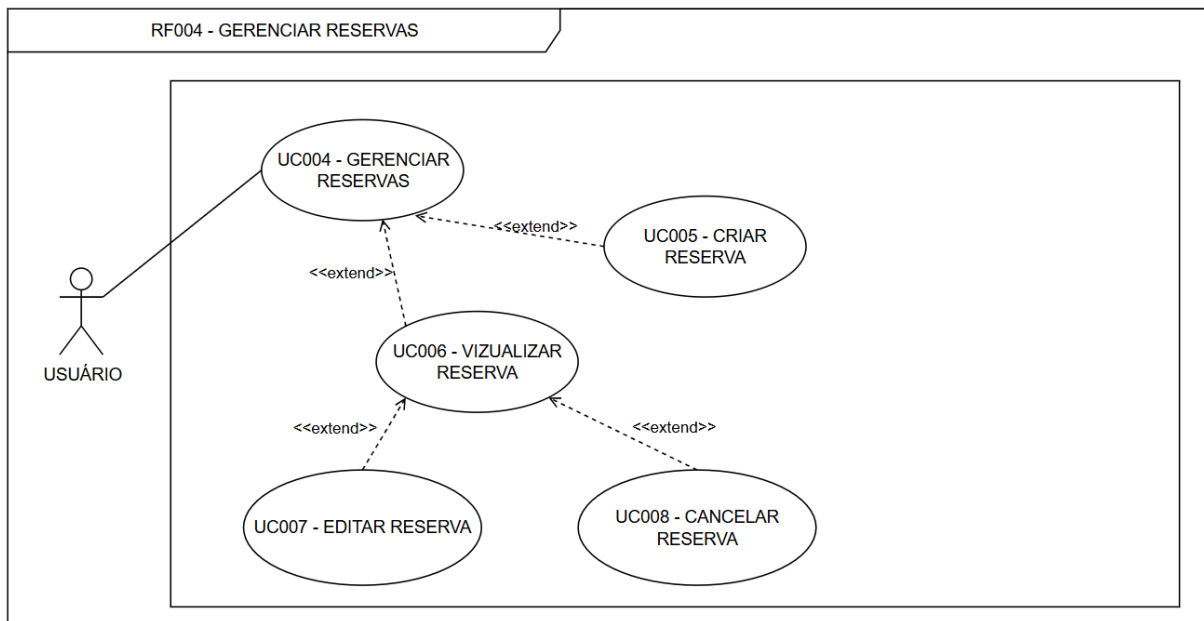 RF004 - GERENCIAR RESERVAS
UC004 - GERENCIAR
RESERVAS
<<extend>>
UC005 - CRIAR
RESERVA
<<extend>>
UC006 - VIZUALIZAR
RESERVA
USUÁRIO
<<extend>>
<<extend>>
UC007 - EDITAR RESERVA
UC008 - CANCELAR
RESERVA